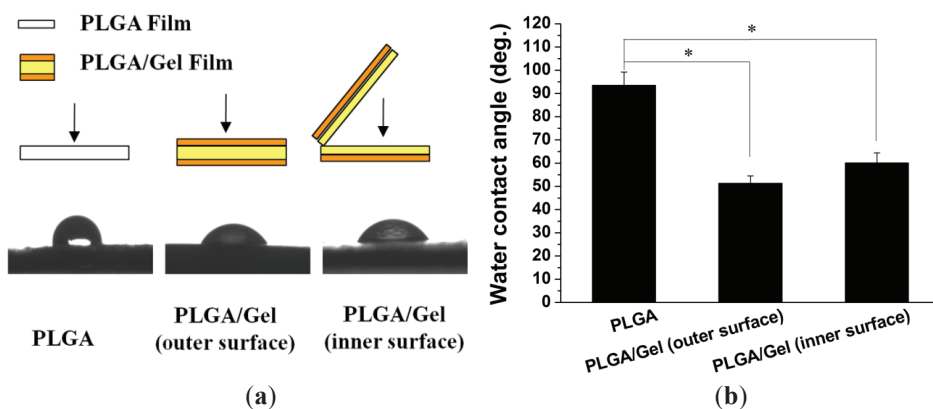 PLGA Film
PLGA/Gel Film
PLGA
PLGA/Gel
(outer surface)
PLGA/Gel
(inner surface)
(a)
Water contact angle (deg.)
120
110
100
90
80
70
60
50
40
30
20
10
0
*
*
PLGA
PLGA/Gel (outer surface)
PLGA/Gel (inner surface)
(b)